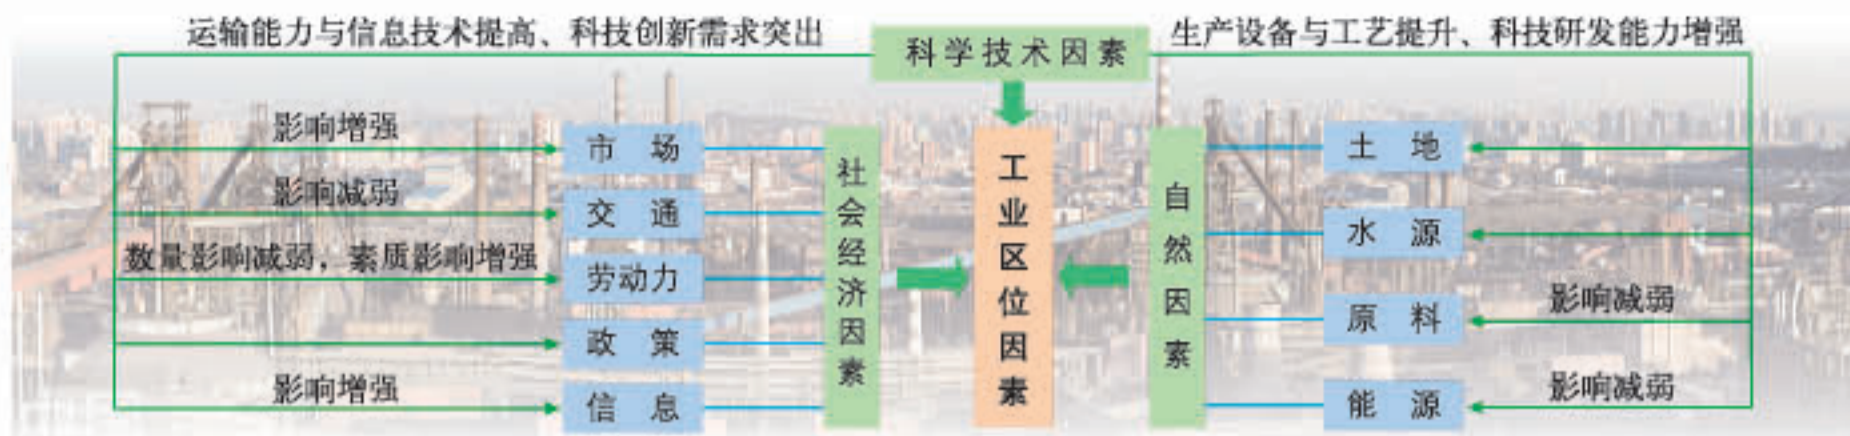 运输能力与信息技术提高、科技创新需求突出
科学技术因素
生产设备与工艺提升、科技研发能力增强
影响增强
市场
影响减弱
交通
数量影响减弱，素质影响增强
劳动力
政策
影响增强
信息
社会经济因素
工业区位因素
自然因素
土地
水源
原料
影响减弱
能源
影响减弱